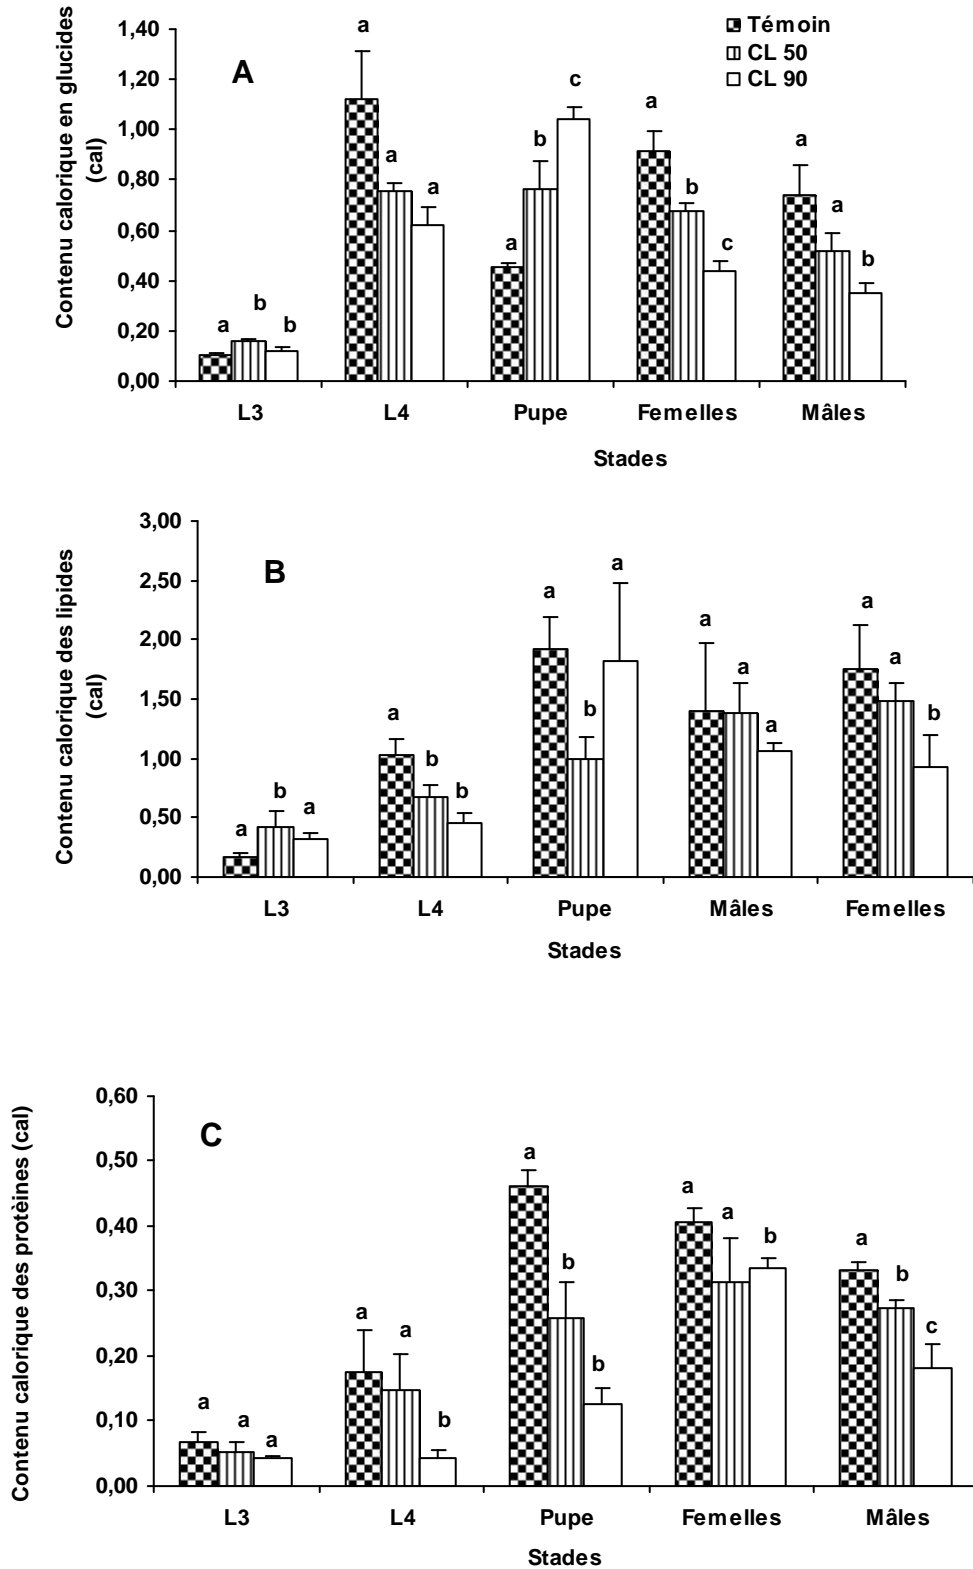 Contenu calorique en glucides
(cal)
1,40
1,20
1,00
0,80
0,60
0,40
0,20
0,00
A
Témoin
CL 50
CL 90
a b b
a a a
a b c
a b c
a a b
L3 L4 Pupe Femelles Mâles
Stades
Contenu calorique des lipides
(cal)
3,00
2,50
2,00
1,50
1,00
0,50
0,00
B
a b a
a b b
a b a
a a a
a a b
L3 L4 Pupe Mâles Femelles
Stades
Contenu calorique des protèines (cal)
0,60
0,50
0,40
0,30
0,20
0,10
0,00
C
a a a
a a b
a b b
a a b
a b c
L3 L4 Pupe Femelles Mâles
Stades